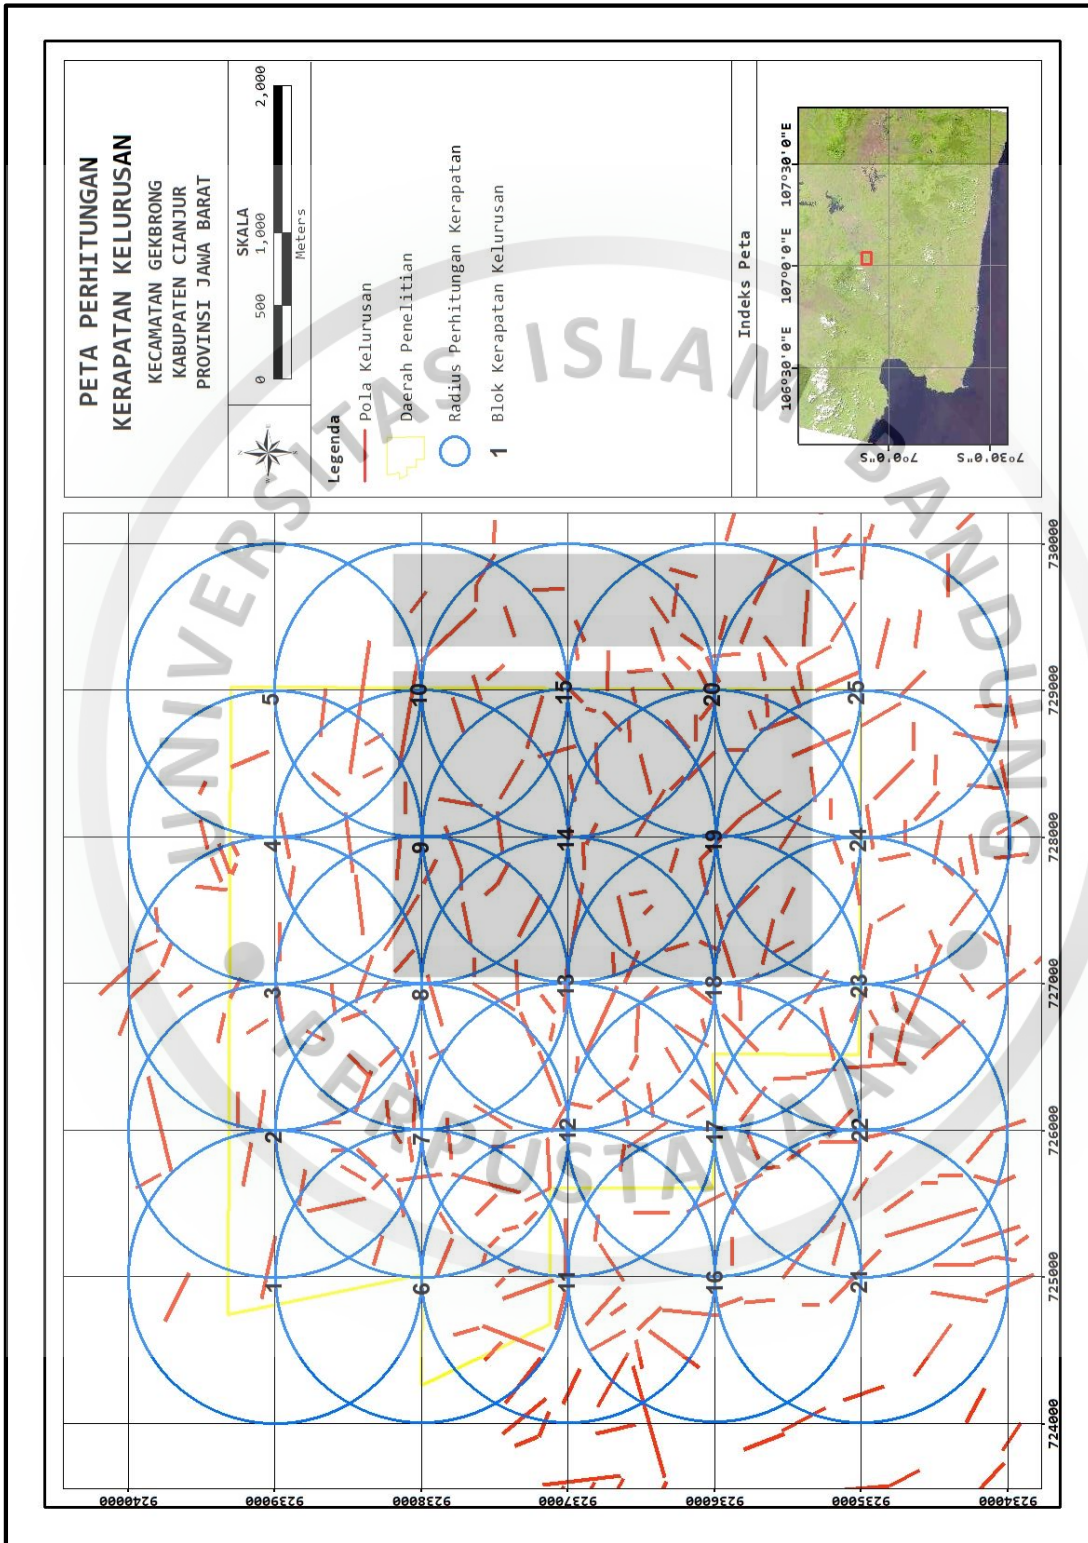 PETA PERHITUNGAN
KERAPATAN KELURUSAN
KECAMATAN GEKBRONG
KABUPATEN CIANJUR
PROVINSI JAWA BARAT
SKALA
0 500 1,000 2,000
Meters
N
E
S
W
Legenda
Pola Kelurusan
Daerah Penelitian
Radius Perhitungan Kerapatan
1 Blok Kerapatan Kelurusan
Indeks Peta
106°30'0"E 107°0'0"E 107°30'0"E
7°0'0"S
7°30'0"S
1 2 3 4 5
6 7 8 9 10
11 12 13 14 15
16 17 18 19 20
21 22 23 24 25
9240000
9239000
9238000
9237000
9236000
9235000
9234000
724000 725000 726000 727000 728000 729000 730000
UNIVERSITAS ISLAM BANDUNG
PERPUSTAKAAN